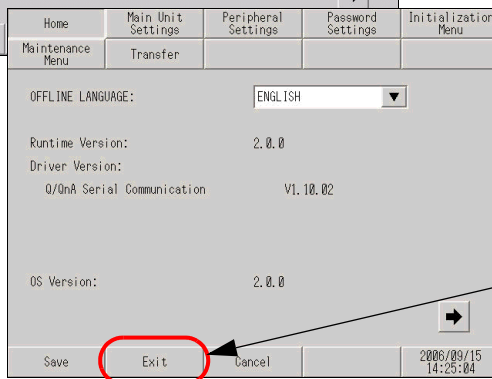 Home Main Unit Settings Peripheral Settings Password Settings Initialization Menu
Maintenance Menu Transfer
OFFLINE LANGUAGE: ENGLISH
Runtime Version: 2.0.0
Driver Version:
Q/QnA Serial Communication V1.10.02
OS Version: 2.0.0
Save Exit Cancel 2006/09/15 14:25:04